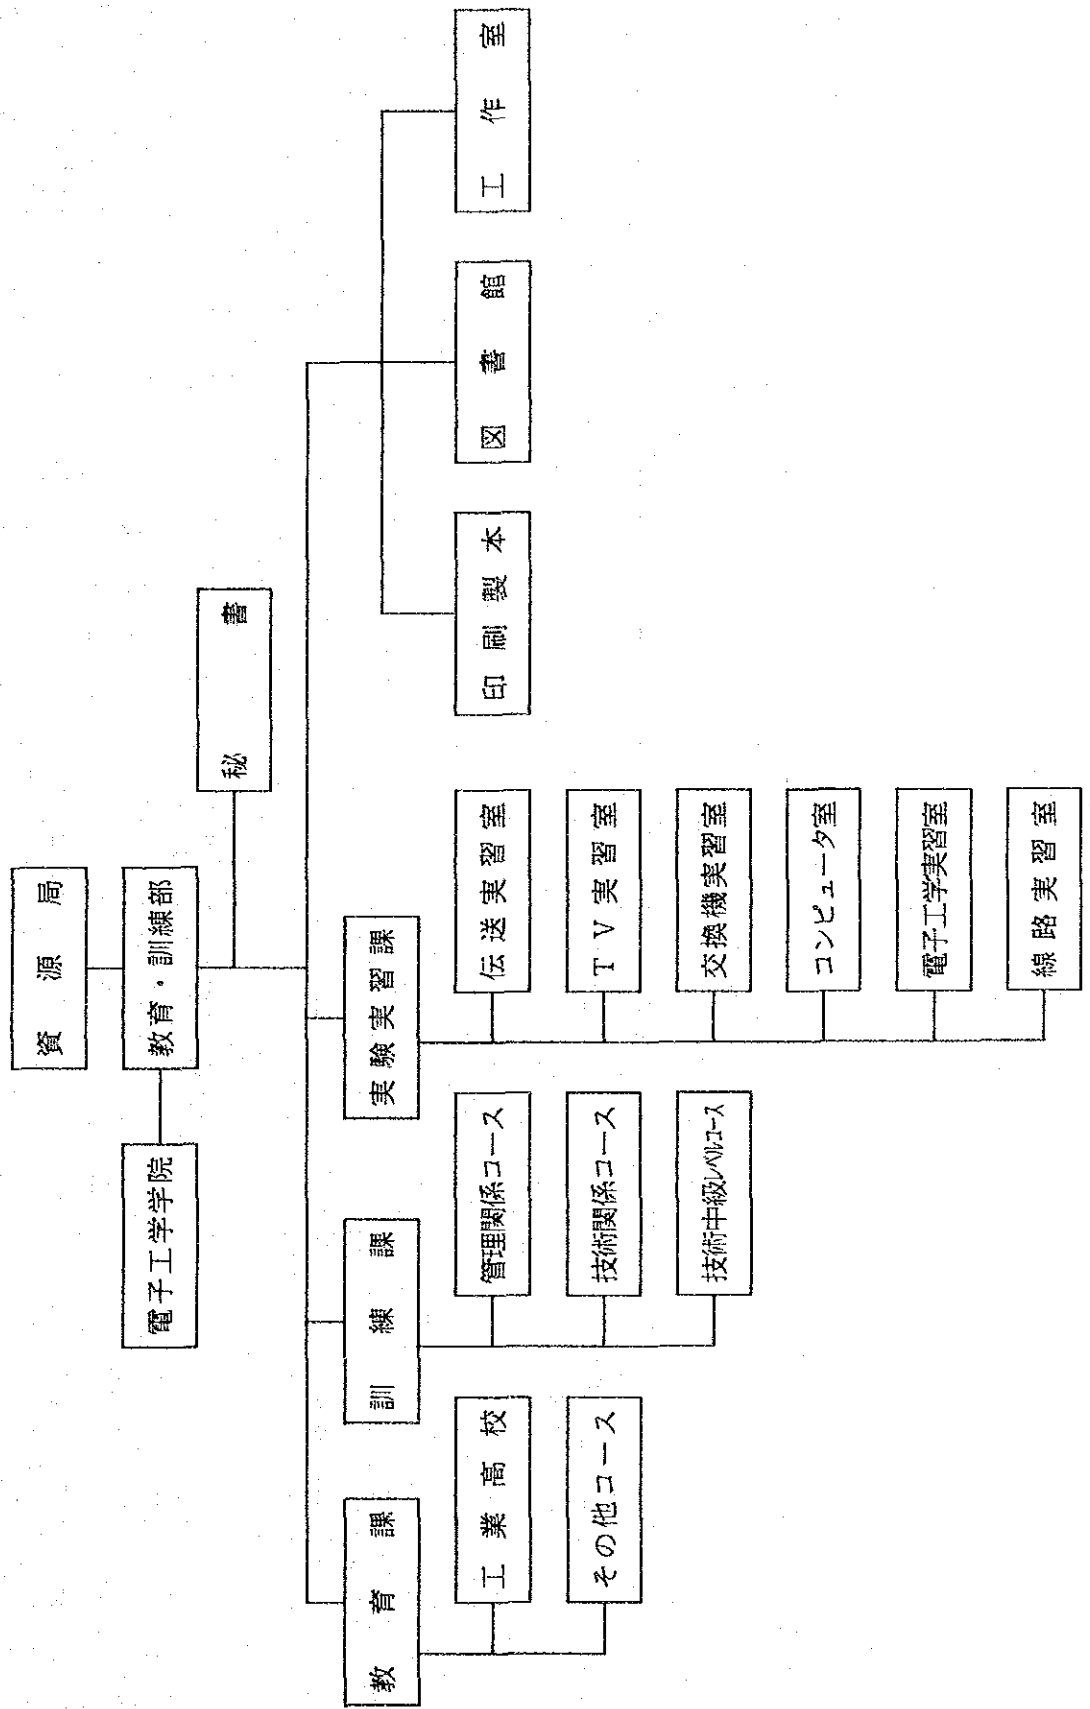 資源局
教育・訓練部
電子工学学院
秘書
教育課
工業高校
その他コース
訓練課
管理関係コース
技術関係コース
技術中級レベルコース
実験実習課
伝送実習室
TV実習室
交換機実習室
コンピュータ室
電子工学実習室
線路実習室
印刷製本
図書館
工作室